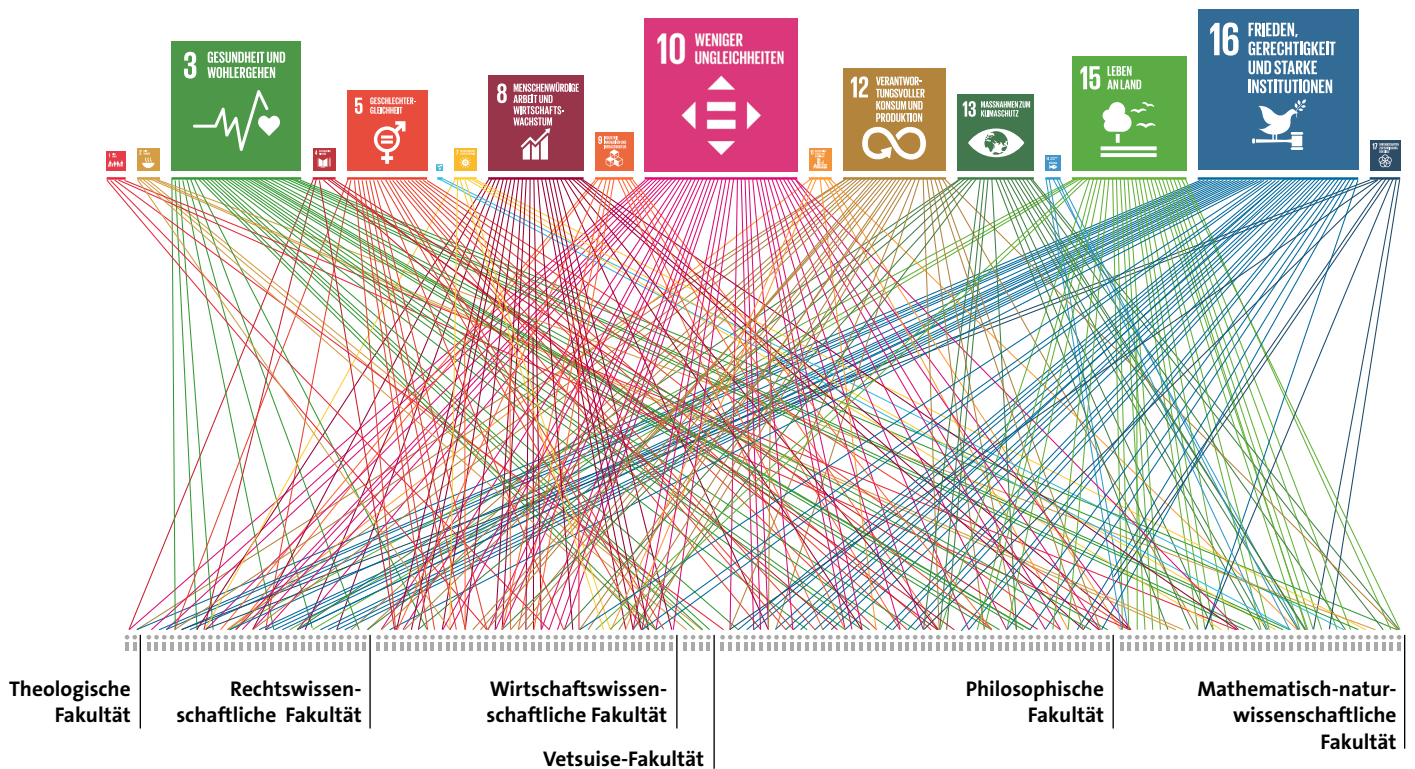 3 GESUNDHEIT UND
WOHLERGEHEN
5 GESCHLECHTER-
GLEICHHEIT
8 MENSCHENWÜRDIGE
ARBEIT UND
WIRTSCHAFTS-
WACHSTUM
9
10 WENIGER
UNGLEICHHEITEN
12 VERANTWOR-
TUNGSVOLLER
KONSUM UND
PRODUKTION
13 MASSNAHMEN ZUM
KLIMASCHUTZ
15 LEBEN
AN LAND
16 FRIEDEN,
GERECHTIGKEIT
UND STARKE
INSTITUTIONEN
17
Theologische
Fakultät
Rechtswissen-
schaftliche Fakultät
Wirtschaftswissen-
schaftliche Fakultät
Vetsuise-Fakultät
Philosophische
Fakultät
Mathematisch-natur-
wissenschaftliche
Fakultät